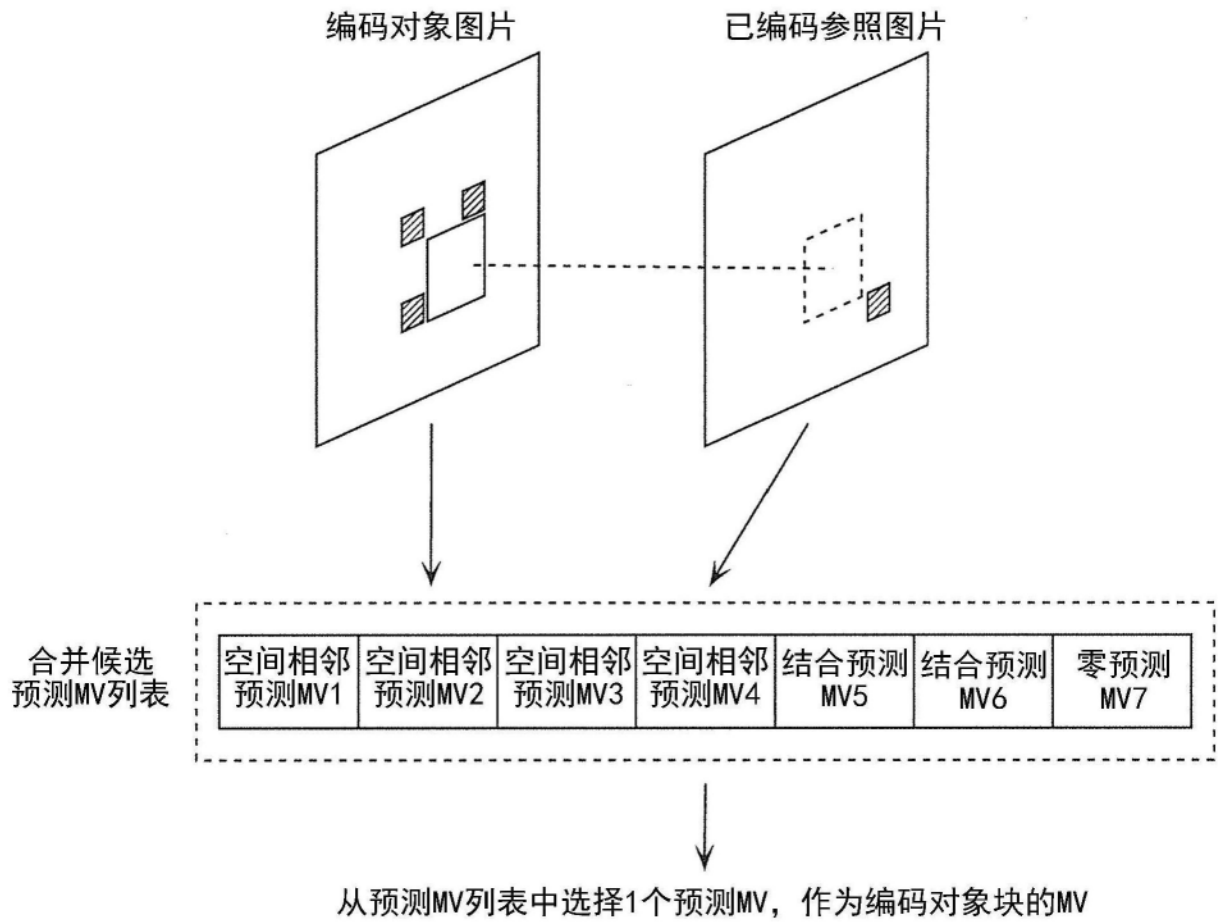 编码对象图片
已编码参照图片
合并候选
预测MV列表
空间相邻
预测MV1
空间相邻
预测MV2
空间相邻
预测MV3
空间相邻
预测MV4
结合预测
MV5
结合预测
MV6
零预测
MV7
从预测MV列表中选择1个预测MV，作为编码对象块的MV